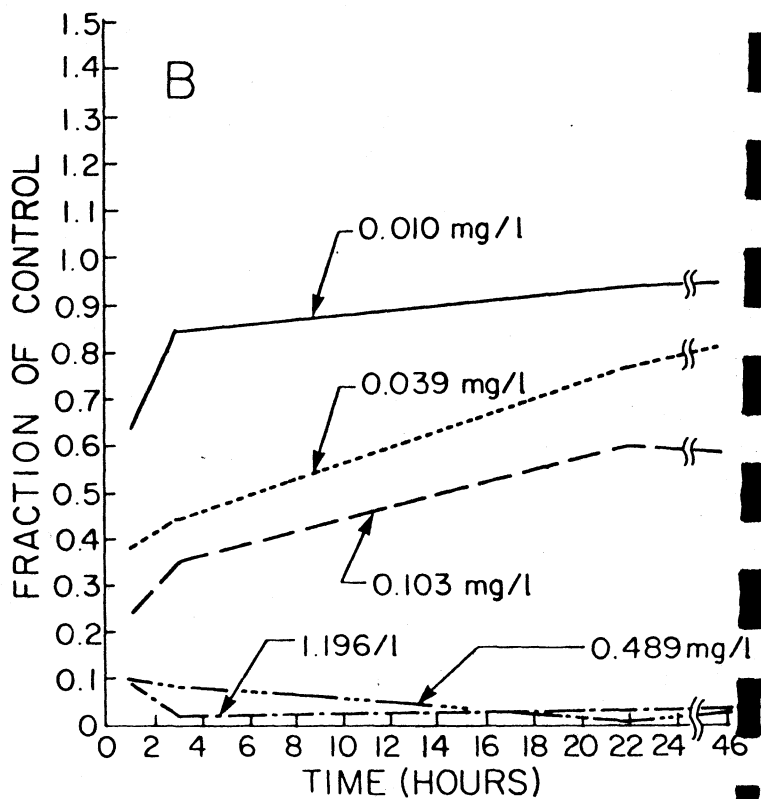 1.5
1.4
B
1.3
1.2
1.1
0.010 mg/l
1.0
0.9
0.8
0.039 mg/l
0.7
0.6
0.5
0.4
0.3
0.103 mg/l
0.2
1.196/l
0.489mg/l
0.1
0
FRACTION OF CONTROL
0 2 4 6 8 10 12 14 16 18 20 22 24 46
TIME (HOURS)